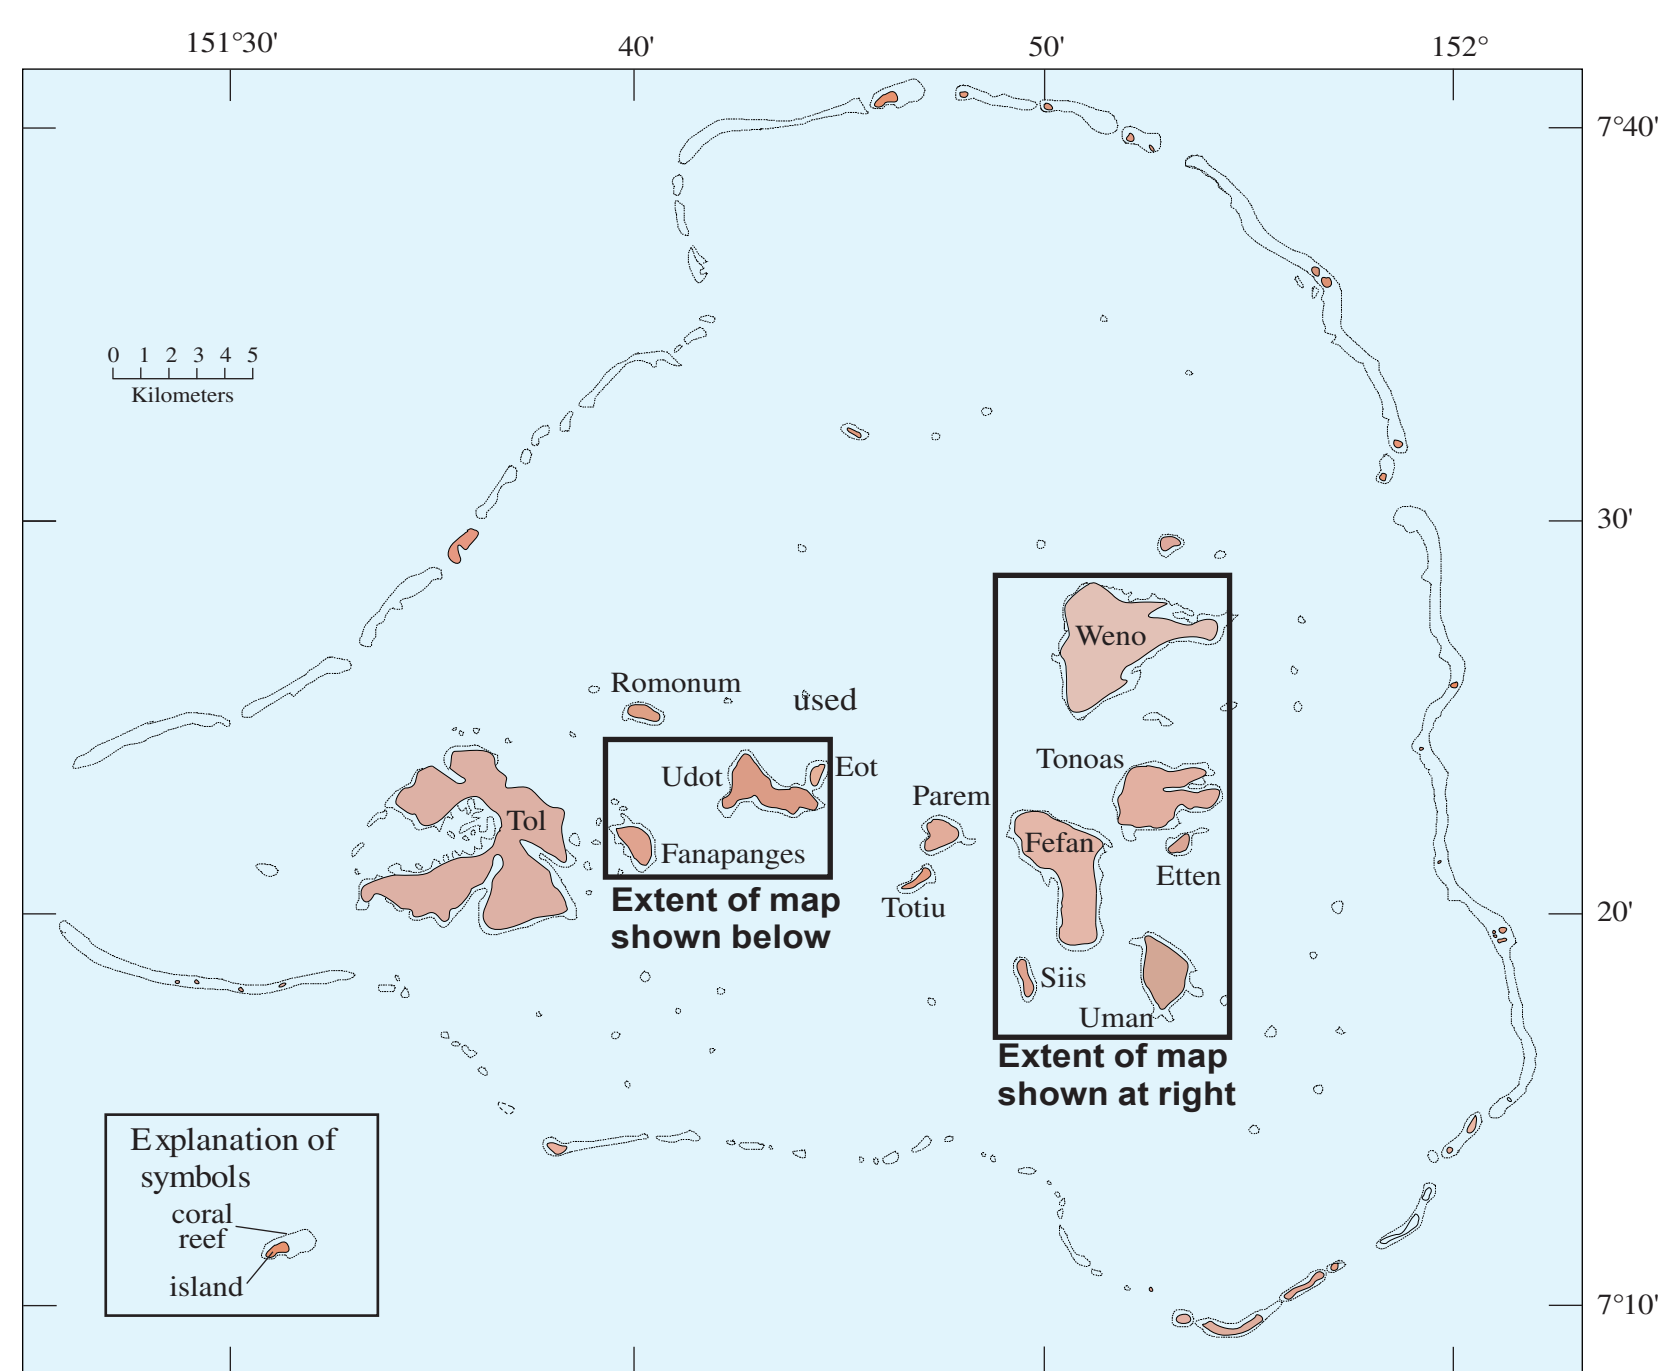 151°30'
40'
50'
152°
7°40'
0 1 2 3 4 5
Kilometers
30'
Weno
Romonum
used
Tonoas
Udot
Eot
Parem
Tol
Fefan
Fanapanges
Etten
Extent of map
shown below
Totiu
20'
Siis
Uman
Extent of map
shown at right
Explanation of
symbols
coral
reef
island
7°10'